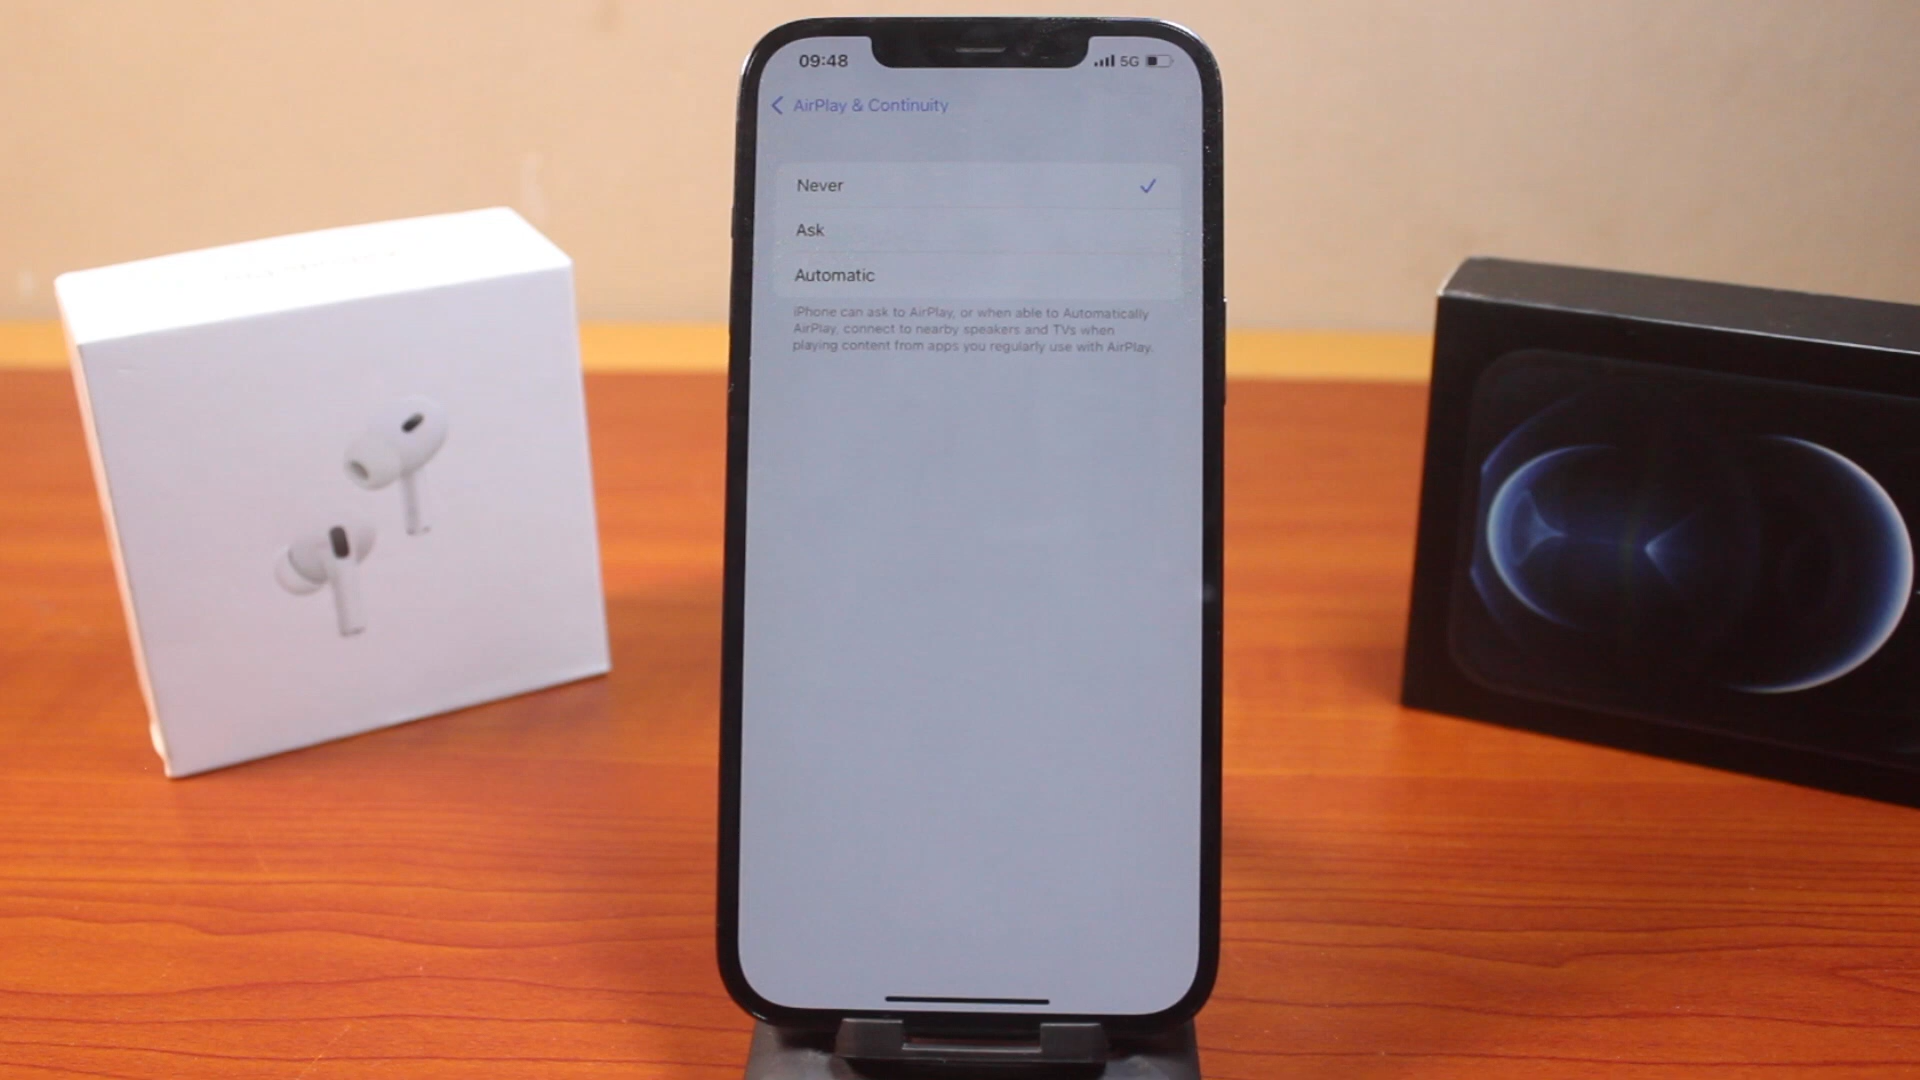 09:48
5G
AirPlay & Continuity
Never
Ask
Automatic
iPhone can ask to AirPlay, or when able to Automatically
AirPlay, connect to nearby speakers and TVs when
playing content from apps you regularly use with AirPlay.